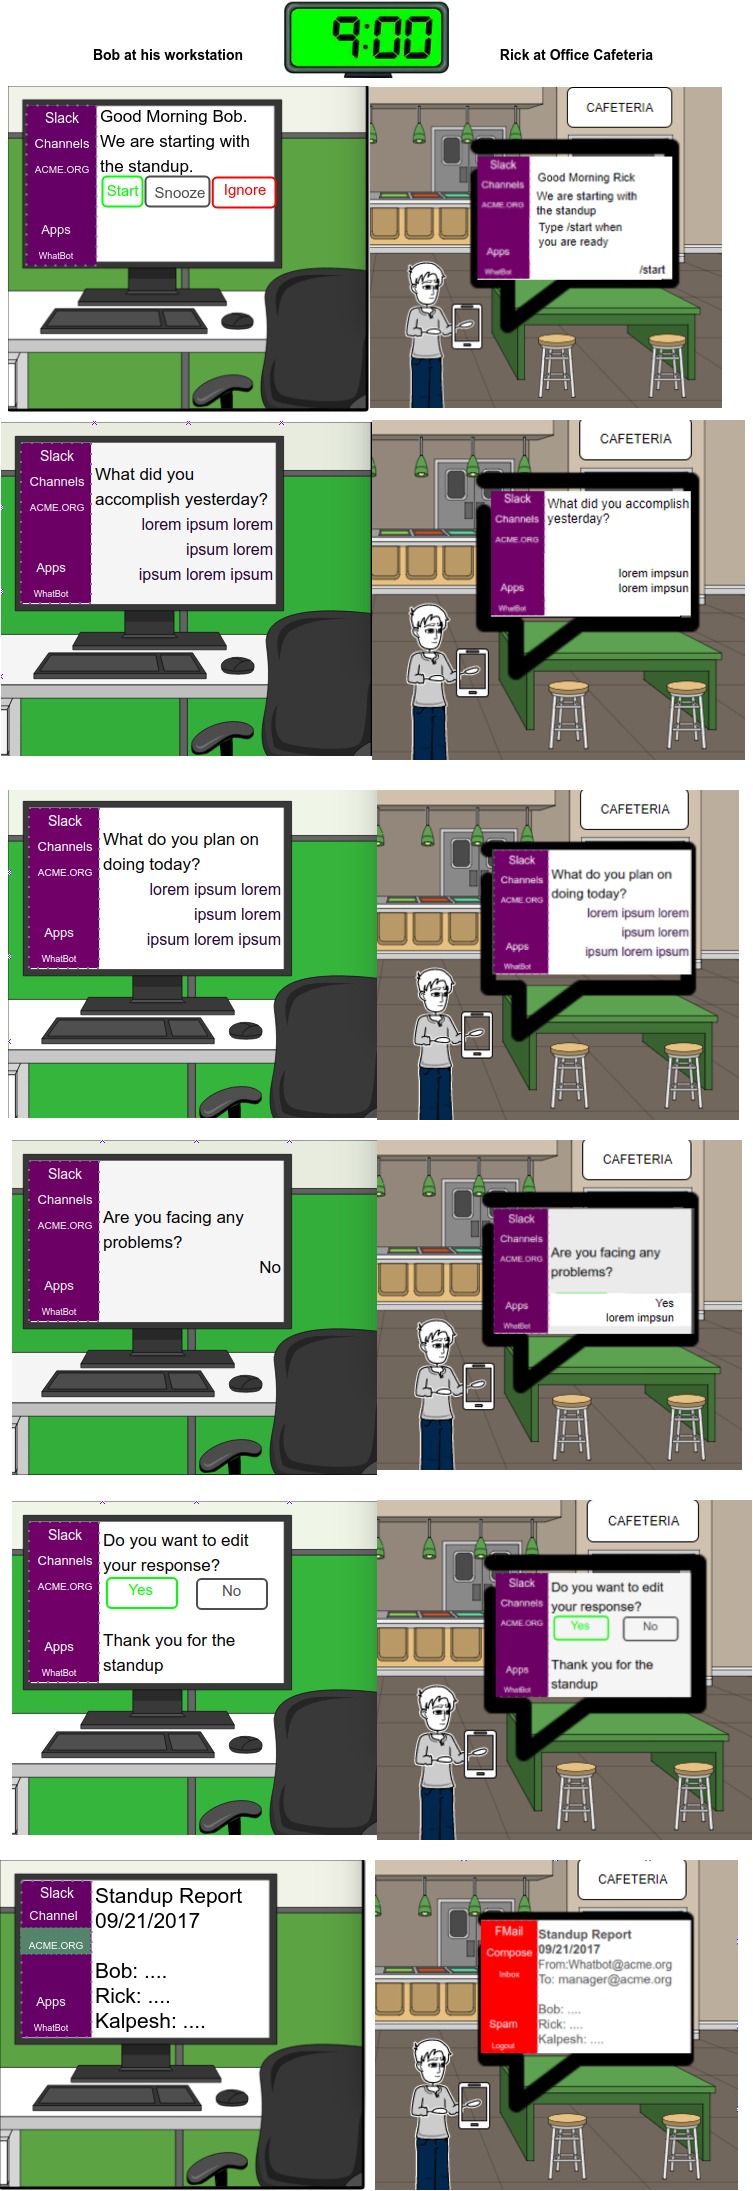 9:00
Bob at his workstation
Rick at Office Cafeteria
Slack
Channels
ACME.ORG
Apps
WhatBot
Good Morning Bob.
We are starting with
the standup.
Start
Snooze
Ignore
CAFETERIA
Slack
Channels
ACME.ORG
Apps
WhatBot
Good Morning Rick
We are starting with
the standup
Type /start when
you are ready
/start
Slack
Channels
ACME.ORG
Apps
WhatBot
What did you
accomplish yesterday?
lorem ipsum lorem
ipsum lorem
ipsum lorem ipsum
CAFETERIA
Slack
Channels
ACME.ORG
Apps
WhatBot
What did you accomplish
yesterday?
lorem impsun
lorem impsun
Slack
Channels
ACME.ORG
Apps
WhatBot
What do you plan on
doing today?
lorem ipsum lorem
ipsum lorem
ipsum lorem ipsum
CAFETERIA
Slack
Channels
ACME.ORG
Apps
WhatBot
What do you plan on
doing today?
lorem ipsum lorem
ipsum lorem
ipsum lorem ipsum
Slack
Channels
ACME.ORG
Apps
WhatBot
Are you facing any
problems?
No
CAFETERIA
Slack
Channels
ACME.ORG
Apps
WhatBot
Are you facing any
problems?
Yes
lorem impsun
Slack
Channels
ACME.ORG
Apps
WhatBot
Do you want to edit
your response?
Yes
No
Thank you for the
standup
CAFETERIA
Slack
Channels
ACME.ORG
Apps
WhatBot
Do you want to edit
your response?
Yes
No
Thank you for the
standup
Slack
Channel
ACME.ORG
Apps
WhatBot
Standup Report
09/21/2017
Bob: ....
Rick: ....
Kalpesh: ....
CAFETERIA
FMail
Compose
Inbox
Spam
Logout
Standup Report
09/21/2017
From:Whatbot@acme.org
To: manager@acme.org
Bob: ....
Rick: ....
Kalpesh: ....